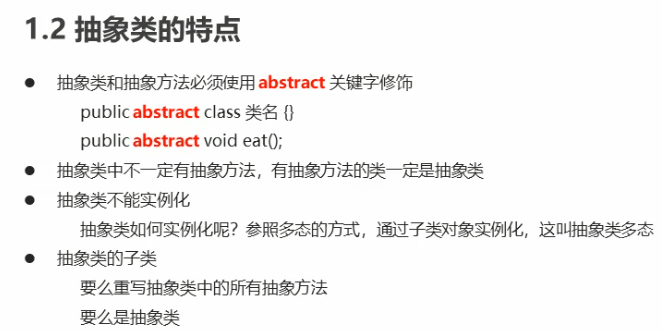 1.2 抽象类的特点
● 抽象类和抽象方法必须使用 abstract 关键字修饰
public abstract class 类名 {}
public abstract void eat();
● 抽象类中不一定有抽象方法，有抽象方法的类一定是抽象类
● 抽象类不能实例化
抽象类如何实例化呢？参照多态的方式，通过子类对象实例化，这叫抽象类多态
● 抽象类的子类
要么重写抽象类中的所有抽象方法
要么是抽象类